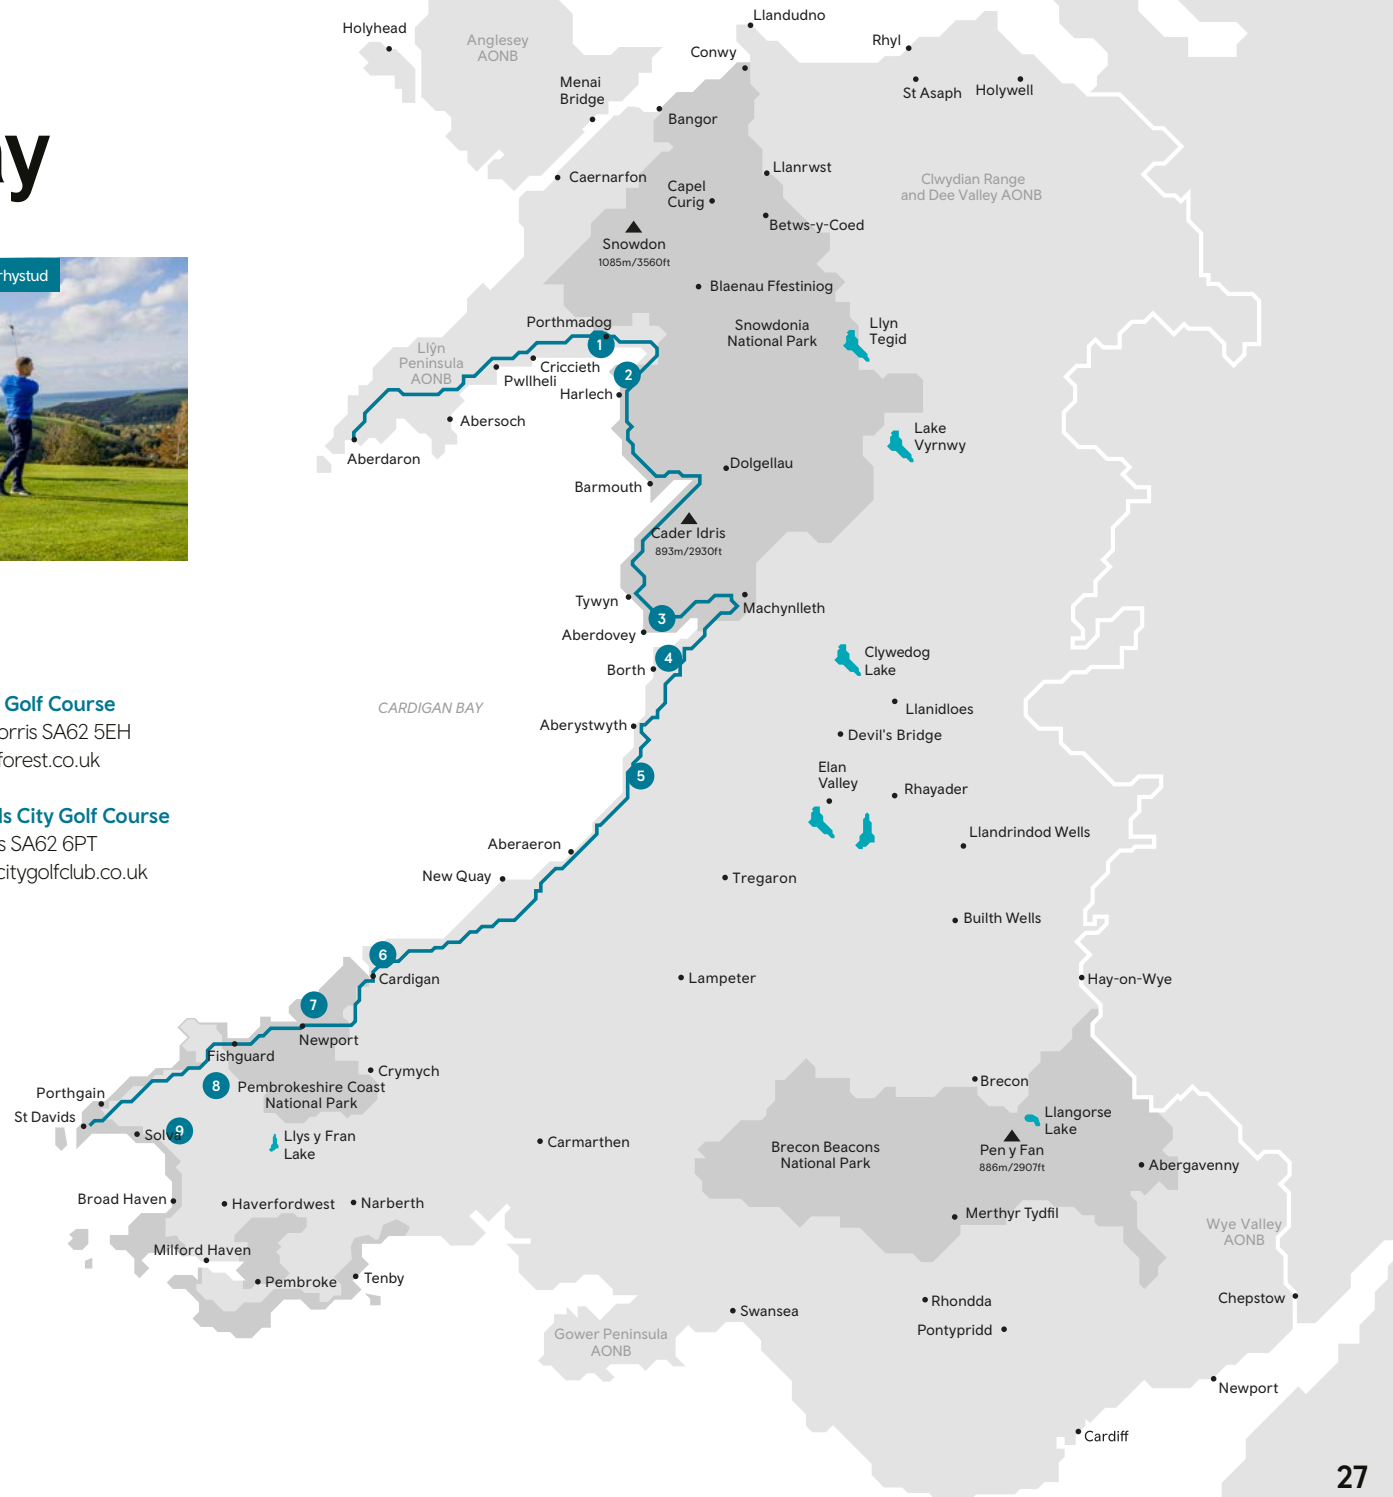 ay
rhystud
Golf Course
orris SA62 5EH
forest.co.uk
ls City Golf Course
s SA62 6PT
citygolfclub.co.uk
Holyhead
Anglesey
AONB
Menai
Bridge
Llandudno
Conwy
Rhyl
St Asaph
Holywell
Bangor
Caernarfon
Llanrwst
Capel
Curig
Betws-y-Coed
Clwydian Range
and Dee Valley AONB
Snowdon
1085m/3560ft
Blaenau Ffestiniog
Porthmadog
Snowdonia
National Park
Llyn
Tegid
Llŷn
Peninsula
AONB
1
Criccieth
Pwllheli
2
Harlech
Abersoch
Aberdaron
Lake
Vyrnwy
Dolgellau
Barmouth
Cader Idris
893m/2930ft
Tywyn
3
Machynlleth
Aberdovey
4
Borth
Clywedog
Lake
CARDIGAN BAY
Llanidloes
Aberystwyth
Devil's Bridge
5
Elan
Valley
Rhayader
Llandrindod Wells
Aberaeron
New Quay
Tregaron
Builth Wells
6
Cardigan
Lampeter
Hay-on-Wye
7
Newport
Fishguard
Crymych
8
Pembrokeshire Coast
National Park
Porthgain
St Davids
Solva
9
Llys y Fran
Lake
Carmarthen
Brecon
Llangorse
Lake
Brecon Beacons
National Park
Pen y Fan
886m/2907ft
Abergavenny
Broad Haven
Haverfordwest
Narberth
Merthyr Tydfil
Wye Valley
AONB
Milford Haven
Pembroke
Tenby
Chepstow
Swansea
Rhondda
Pontypridd
Gower Peninsula
AONB
Newport
Cardiff
27